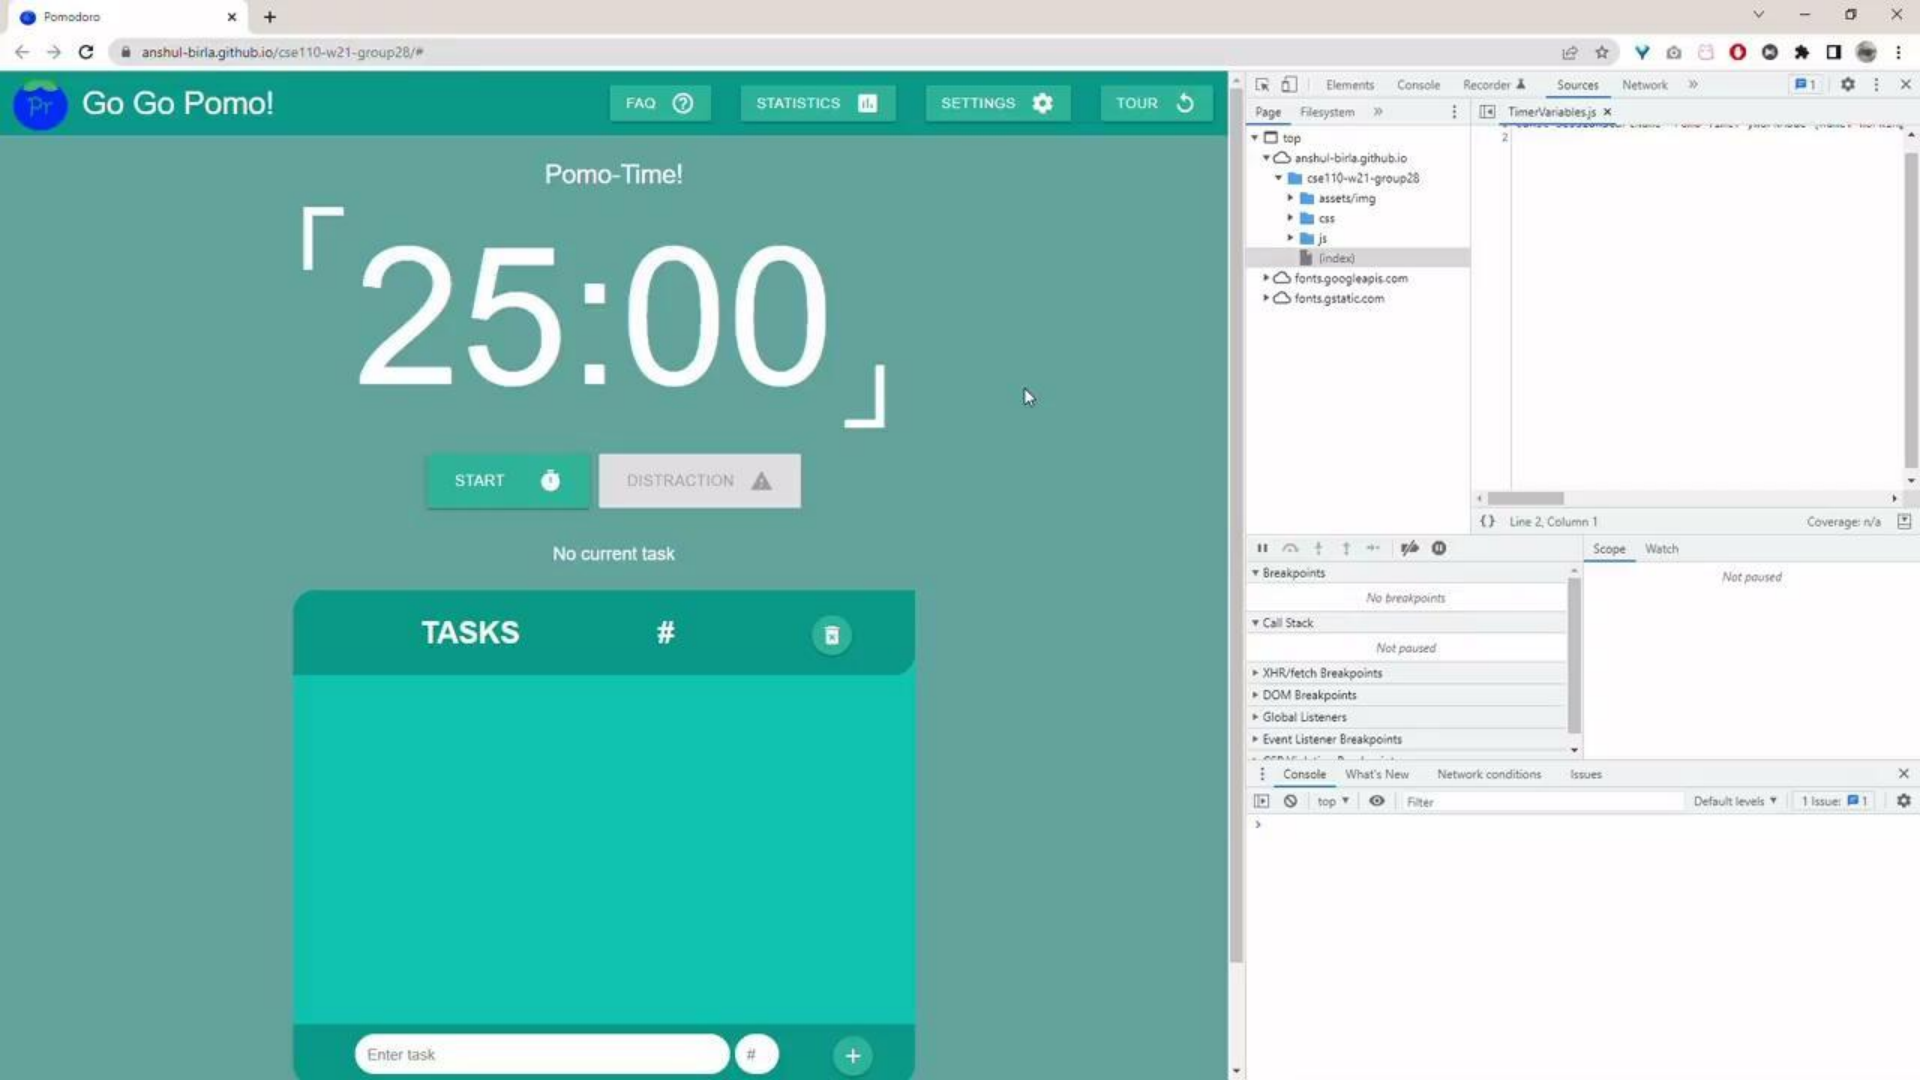 Pomodoro
anshul-birla.github.io/cse110-w21-group28/#
Pr Go Go Pomo!
FAQ
STATISTICS
SETTINGS
TOUR
Pomo-Time!
25:00
START
DISTRACTION
No current task
TASKS #
Enter task
#
Elements Console Recorder Sources Network » 1
Page Filesystem »
TimerVariables.js
top
anshul-birla.github.io
cse110-w21-group28
assets/img
css
js
(index)
fonts.googleapis.com
fonts.gstatic.com
2
{} Line 2, Column 1 Coverage: n/a
Scope Watch
Not paused
Breakpoints
No breakpoints
Call Stack
Not paused
XHR/fetch Breakpoints
DOM Breakpoints
Global Listeners
Event Listener Breakpoints
Console What's New Network conditions Issues
top Filter Default levels 1 Issue: 1